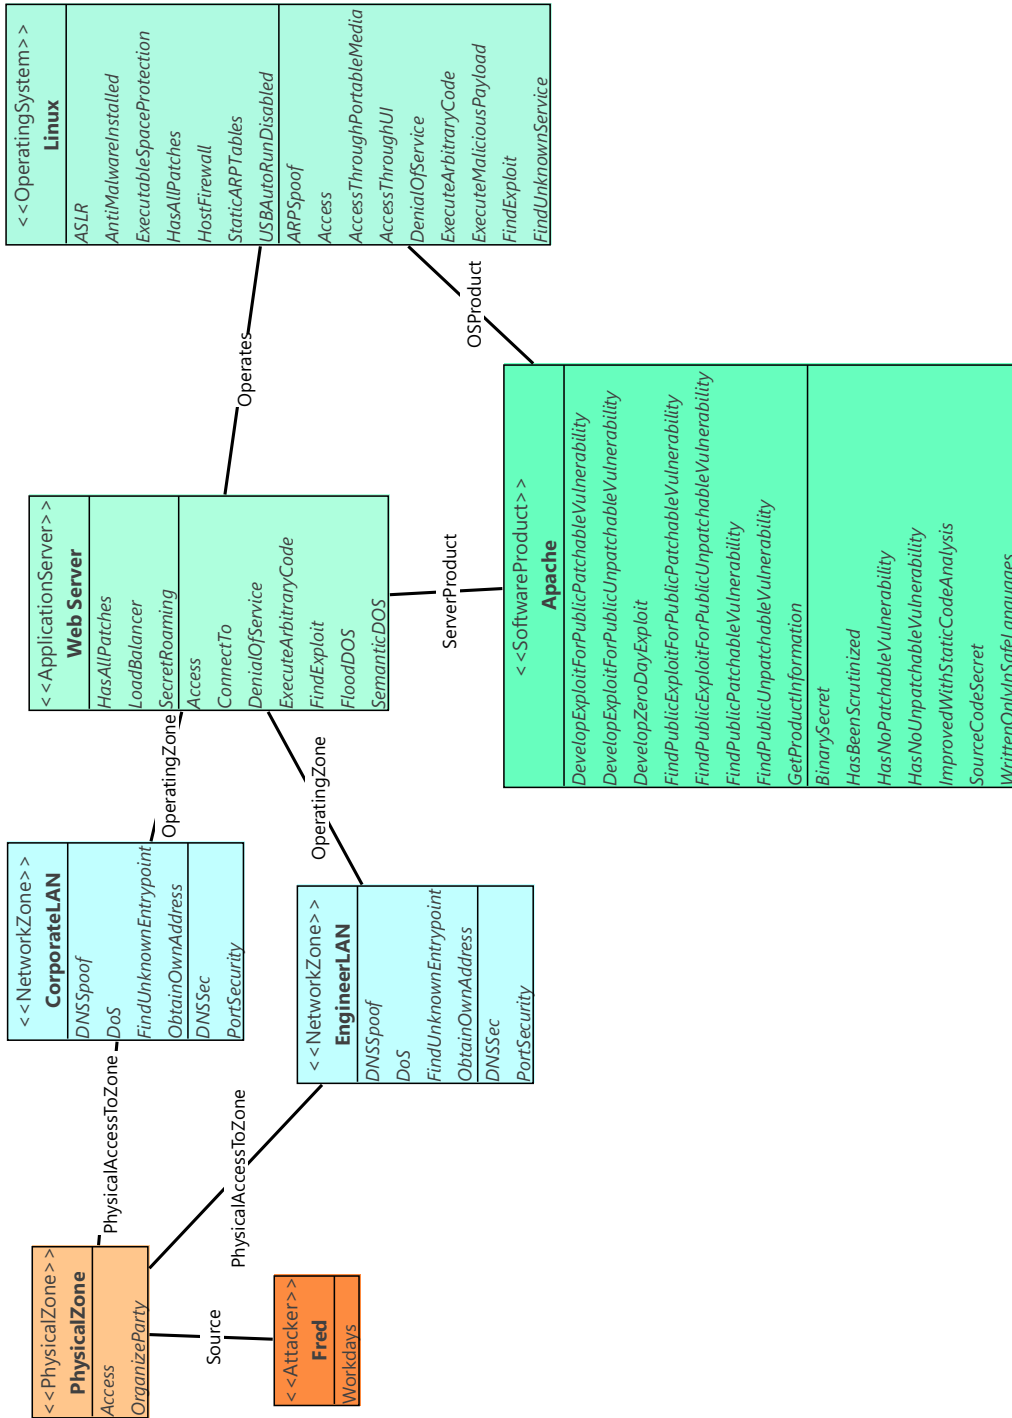 <<PhysicalZone>>
PhysicalZone
Access
OrganizeParty
Source
<<Attacker>>
Fred
Workdays
PhysicalAccessToZone
PhysicalAccessToZone
<<NetworkZone>>
CorporateLAN
DNSSpoof
DoS
FindUnknownEntrypoint
ObtainOwnAddress
DNSSec
PortSecurity
<<NetworkZone>>
EngineerLAN
DNSSpoof
DoS
FindUnknownEntrypoint
ObtainOwnAddress
DNSSec
PortSecurity
OperatingZone
OperatingZone
<<ApplicationServer>>
Web Server
HasAllPatches
LoadBalancer
SecretRoaming
Access
ConnectTo
DenialOfService
ExecuteArbitraryCode
FindExploit
FloodDOS
SemanticDOS
ServerProduct
<<SoftwareProduct>>
Apache
DevelopExploitForPublicPatchableVulnerability
DevelopExploitForPublicUnpatchableVulnerability
DevelopZeroDayExploit
FindPublicExploitForPublicPatchableVulnerability
FindPublicExploitForPublicUnpatchableVulnerability
FindPublicPatchableVulnerability
FindPublicUnpatchableVulnerability
GetProductInformation
BinarySecret
HasBeenScrutinized
HasNoPatchableVulnerability
HasNoUnpatchableVulnerability
ImprovedWithStaticCodeAnalysis
SourceCodeSecret
WrittenOnlyInSafeLanguages
Operates
OSProduct
<<OperatingSystem>>
Linux
ASLR
AntiMalwareInstalled
ExecutableSpaceProtection
HasAllPatches
HostFirewall
StaticARPTables
USBAutoRunDisabled
ARPSpoof
Access
AccessThroughPortableMedia
AccessThroughUI
DenialOfService
ExecuteArbitraryCode
ExecuteMaliciousPayload
FindExploit
FindUnknownService